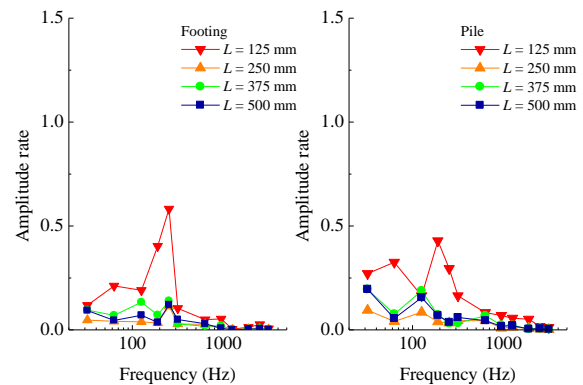 Footing
L = 125 mm
L = 250 mm
L = 375 mm
L = 500 mm
1.5
1.0
0.5
0.0
Amplitude rate
100
1000
Frequency (Hz)
Pile
L = 125 mm
L = 250 mm
L = 375 mm
L = 500 mm
1.5
1.0
0.5
0.0
Amplitude rate
100
1000
Frequency (Hz)